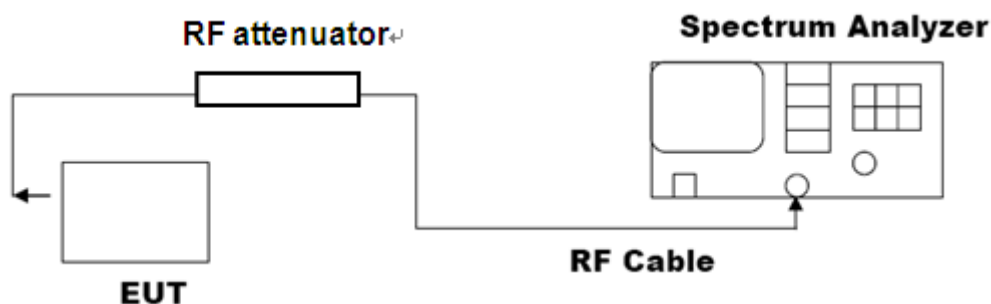 RF attenuator↵
Spectrum Analyzer
RF Cable
EUT